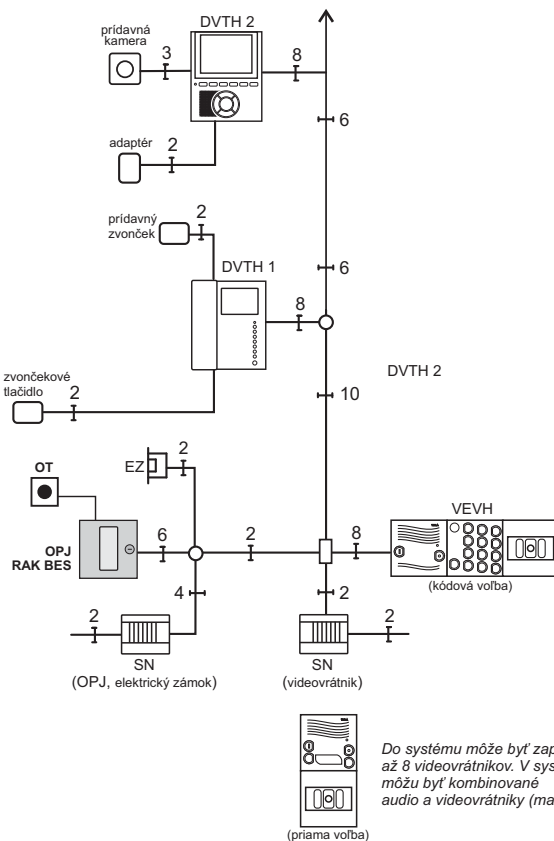 DVTH 2
prídavná
kamera
3
8
6
adaptér
2
prídavný
zvonček
2
6
DVTH 1
8
zvončekové
tlačidlo
2
DVTH 2
10
EZ
2
OT
VEVH
OPJ
RAK BES
6
2
8
(kódová voľba)
4
2
2
SN
(OPJ, elektrický zámok)
SN
(videovrátnik)
2
Do systému môže byť
až 8 videovrátnikov. V
môžu byť kombinované
audio a videovrátniky
(priama voľba)